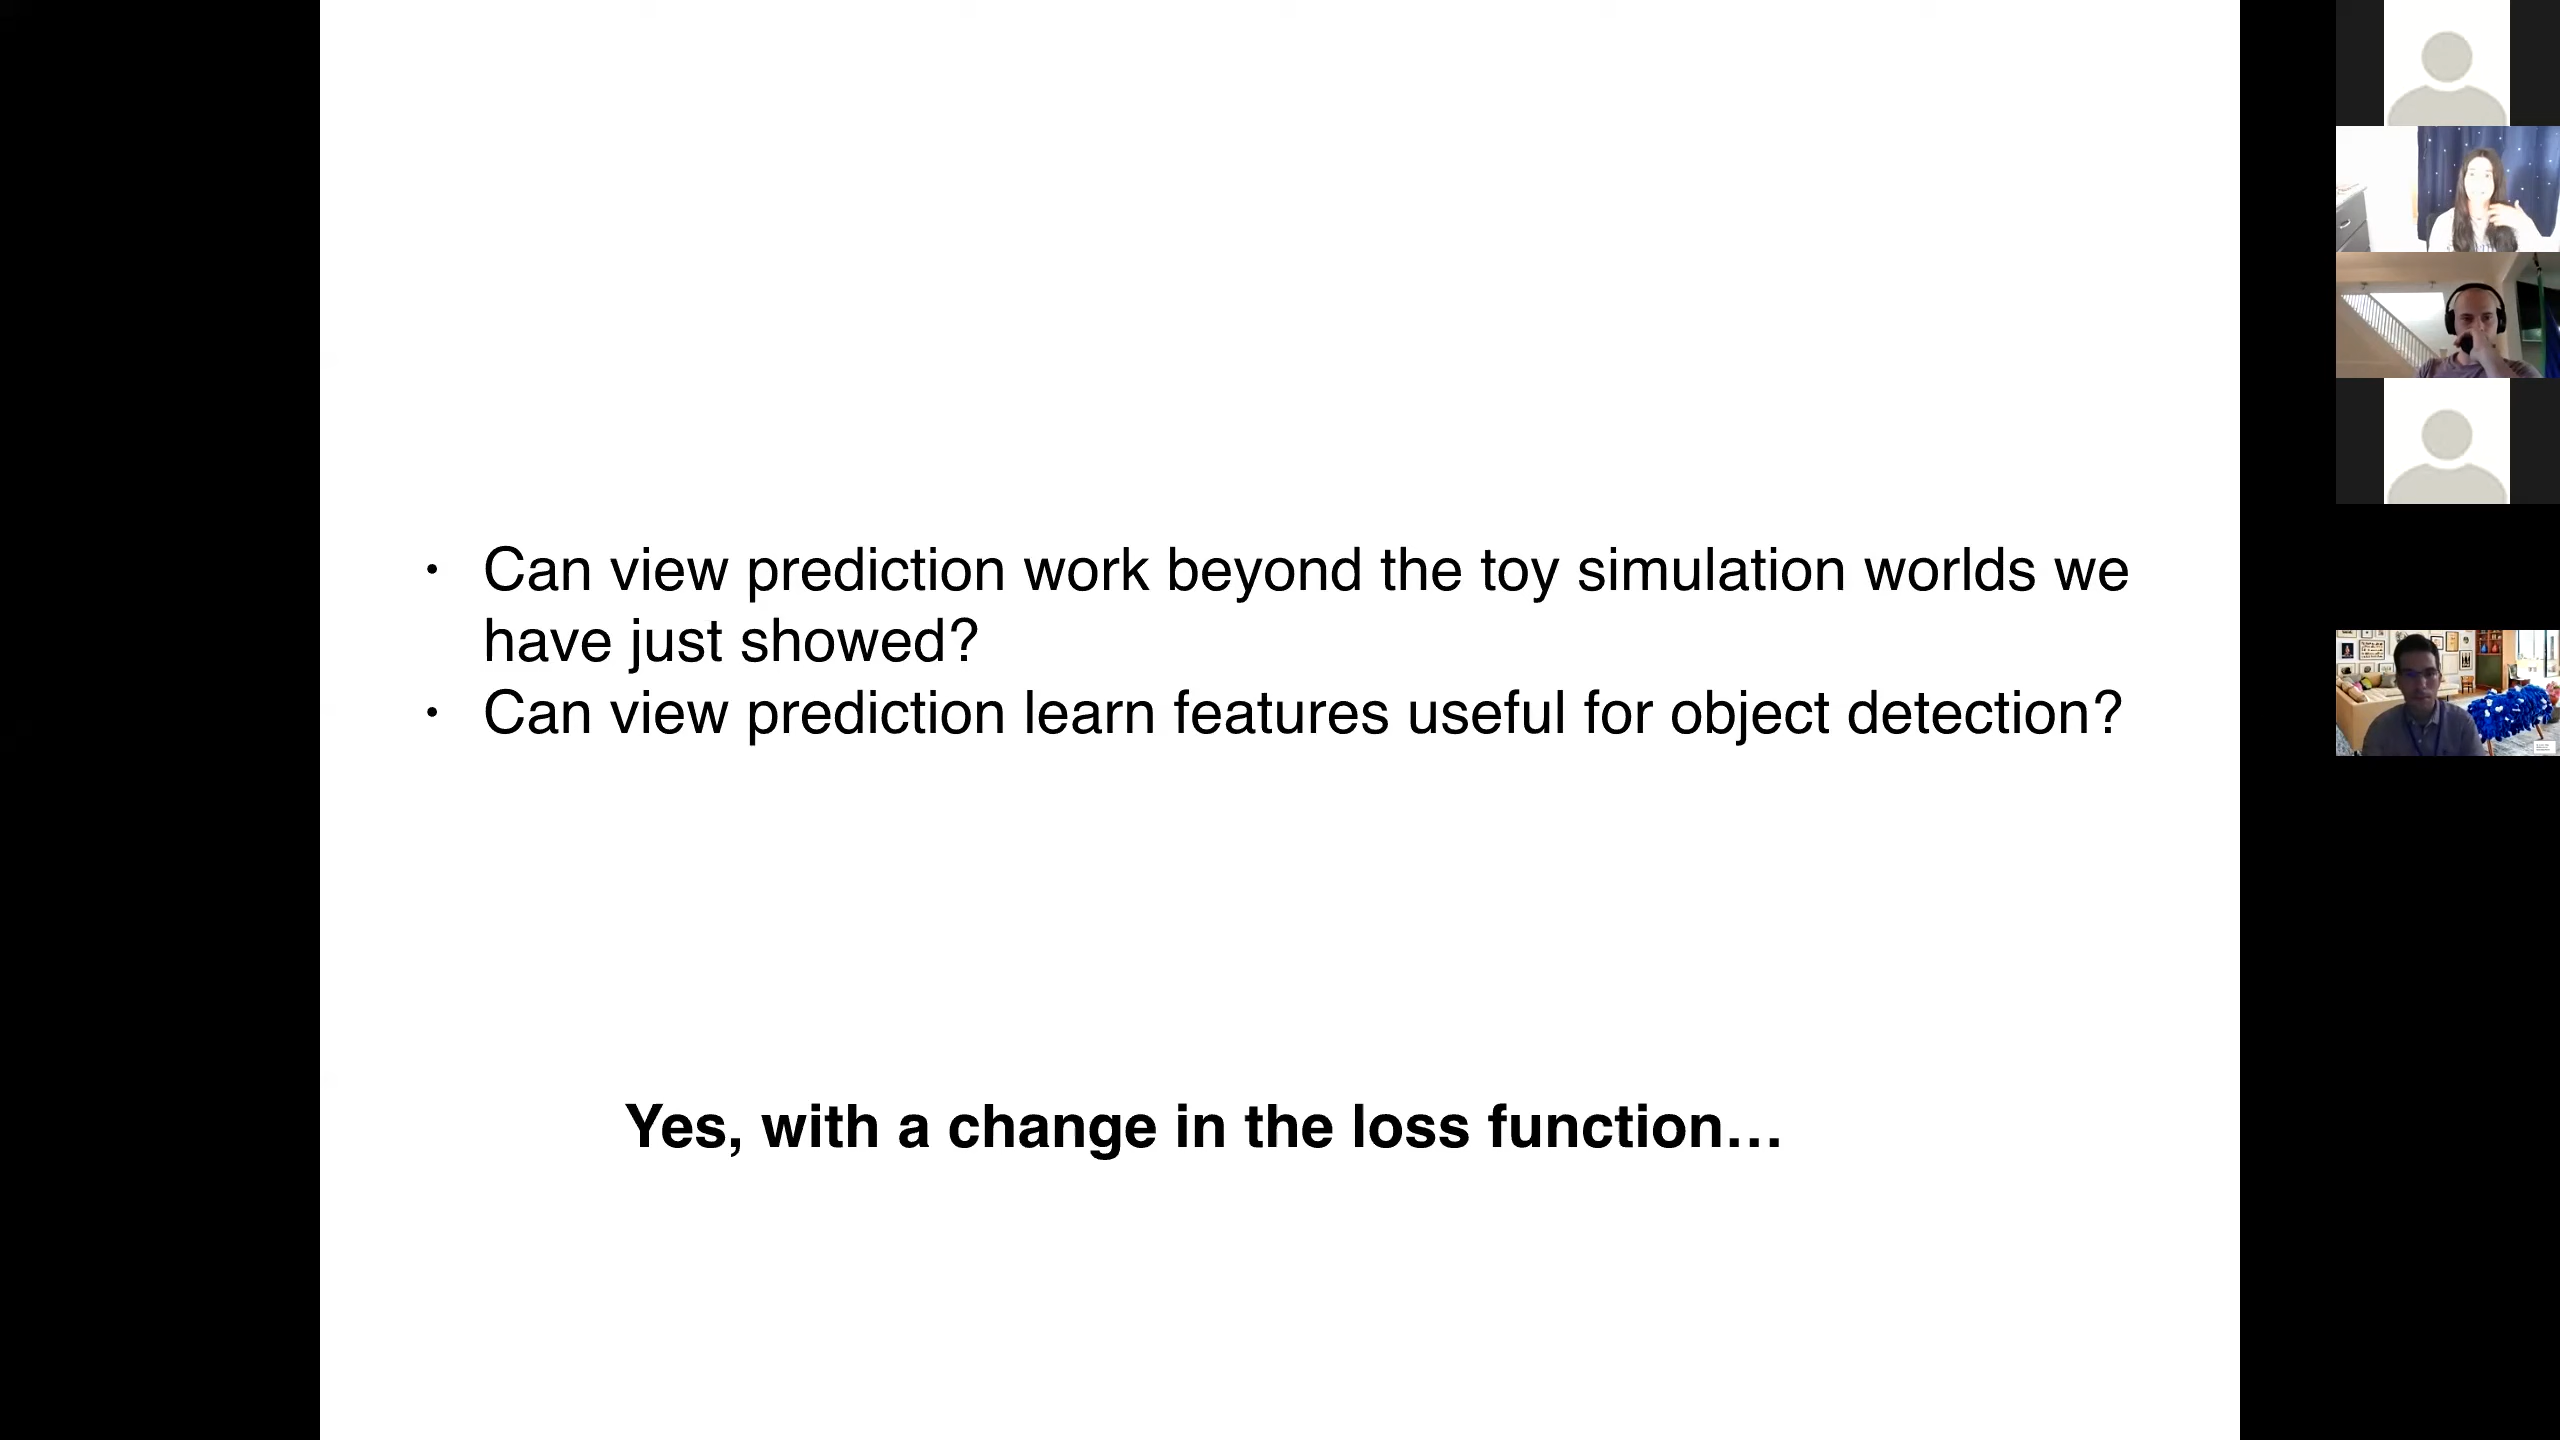 • Can view prediction work beyond the toy simulation worlds we
have just showed?
• Can view prediction learn features useful for object detection?
Yes, with a change in the loss function…